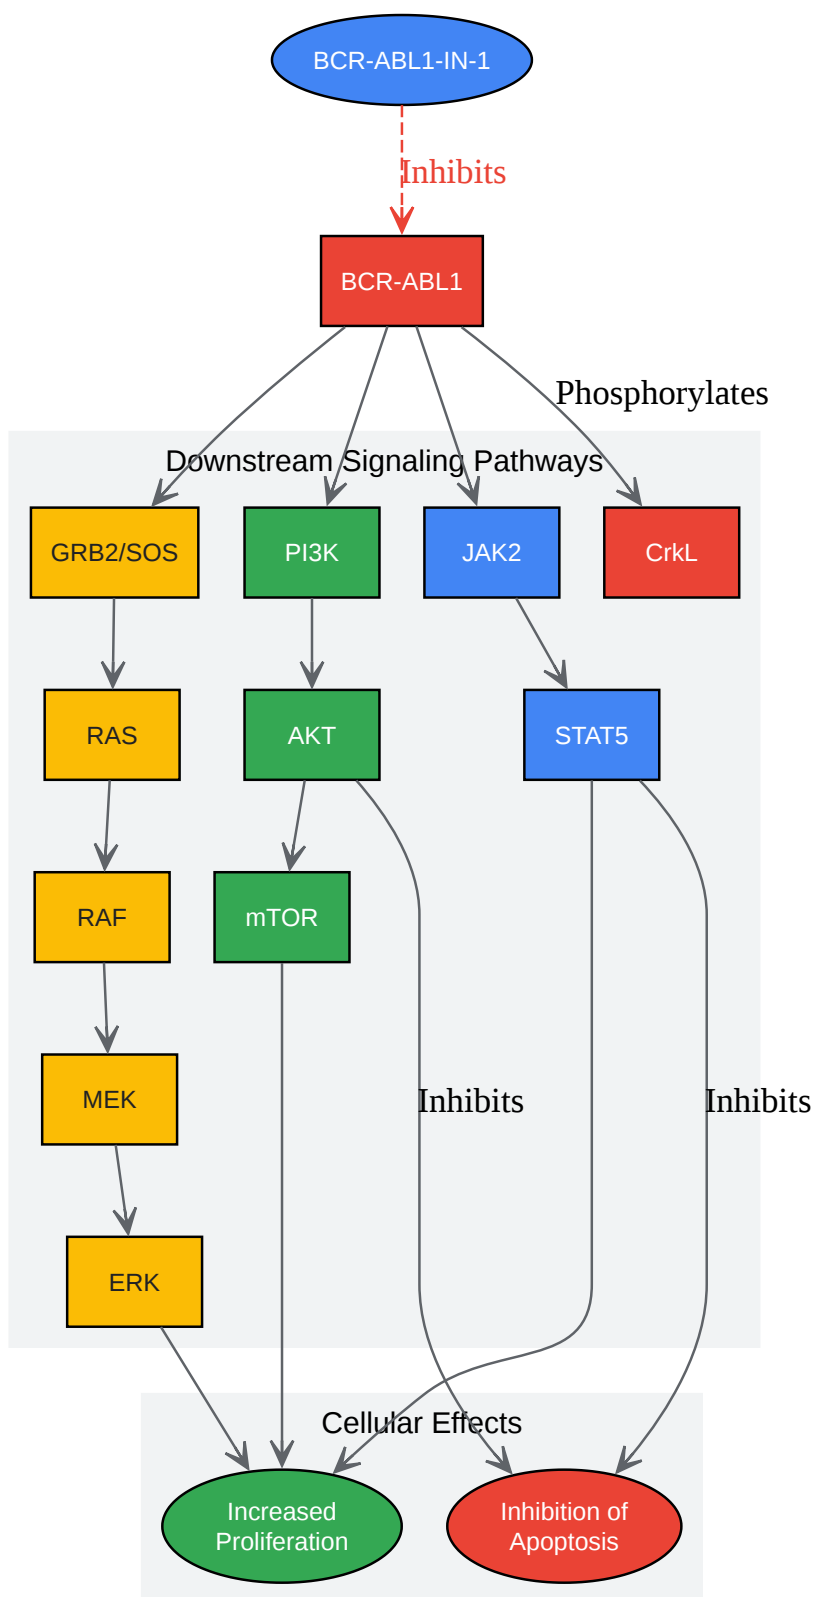 BCR-ABL1-IN-1
Inhibits
BCR-ABL1
Phosphorylates
Downstream Signaling Pathways
GRB2/SOS
PI3K
JAK2
CrkL
RAS
AKT
STAT5
RAF
mTOR
MEK
Inhibits
Inhibits
ERK
Cellular Effects
Increased
Proliferation
Inhibition of
Apoptosis